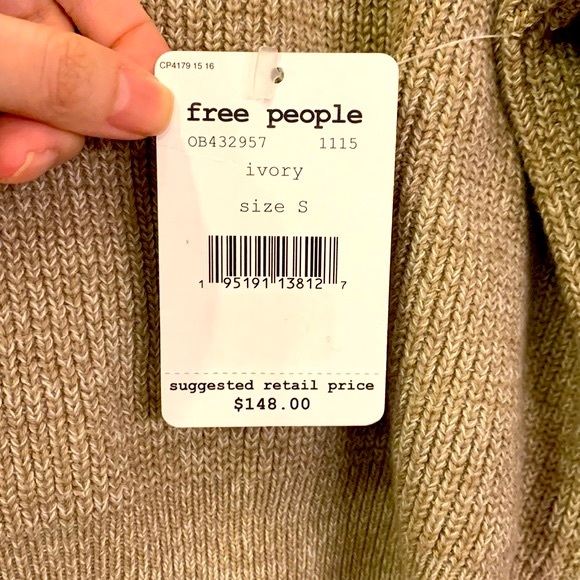 CP4179 15 16
free people
OB432957 1115
ivory
size S
1 95191 13812 7
suggested retail price
$148.00